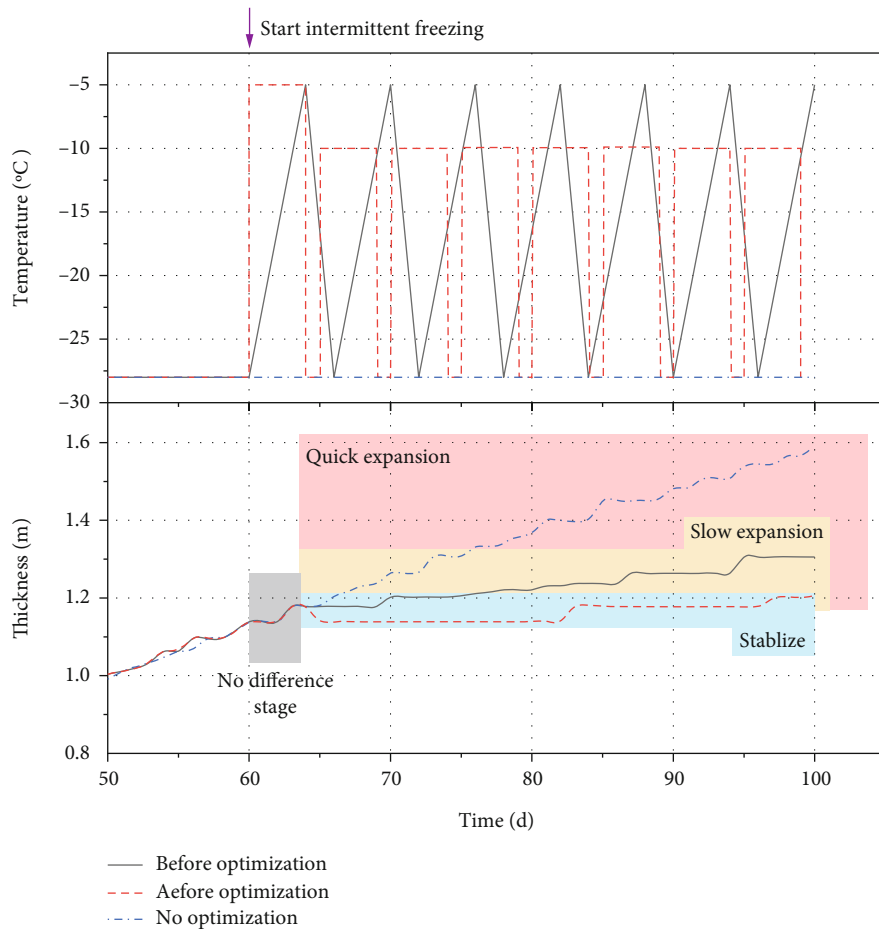 Start intermittent freezing
Temperature (°C)
−5
−10
−15
−20
−25
−30
Thickness (m)
1.6
1.4
1.2
1.0
0.8
Quick expansion
Slow expansion
Stablize
No difference
stage
50
60
70
80
90
100
Time (d)
Before optimization
Aefore optimization
No optimization